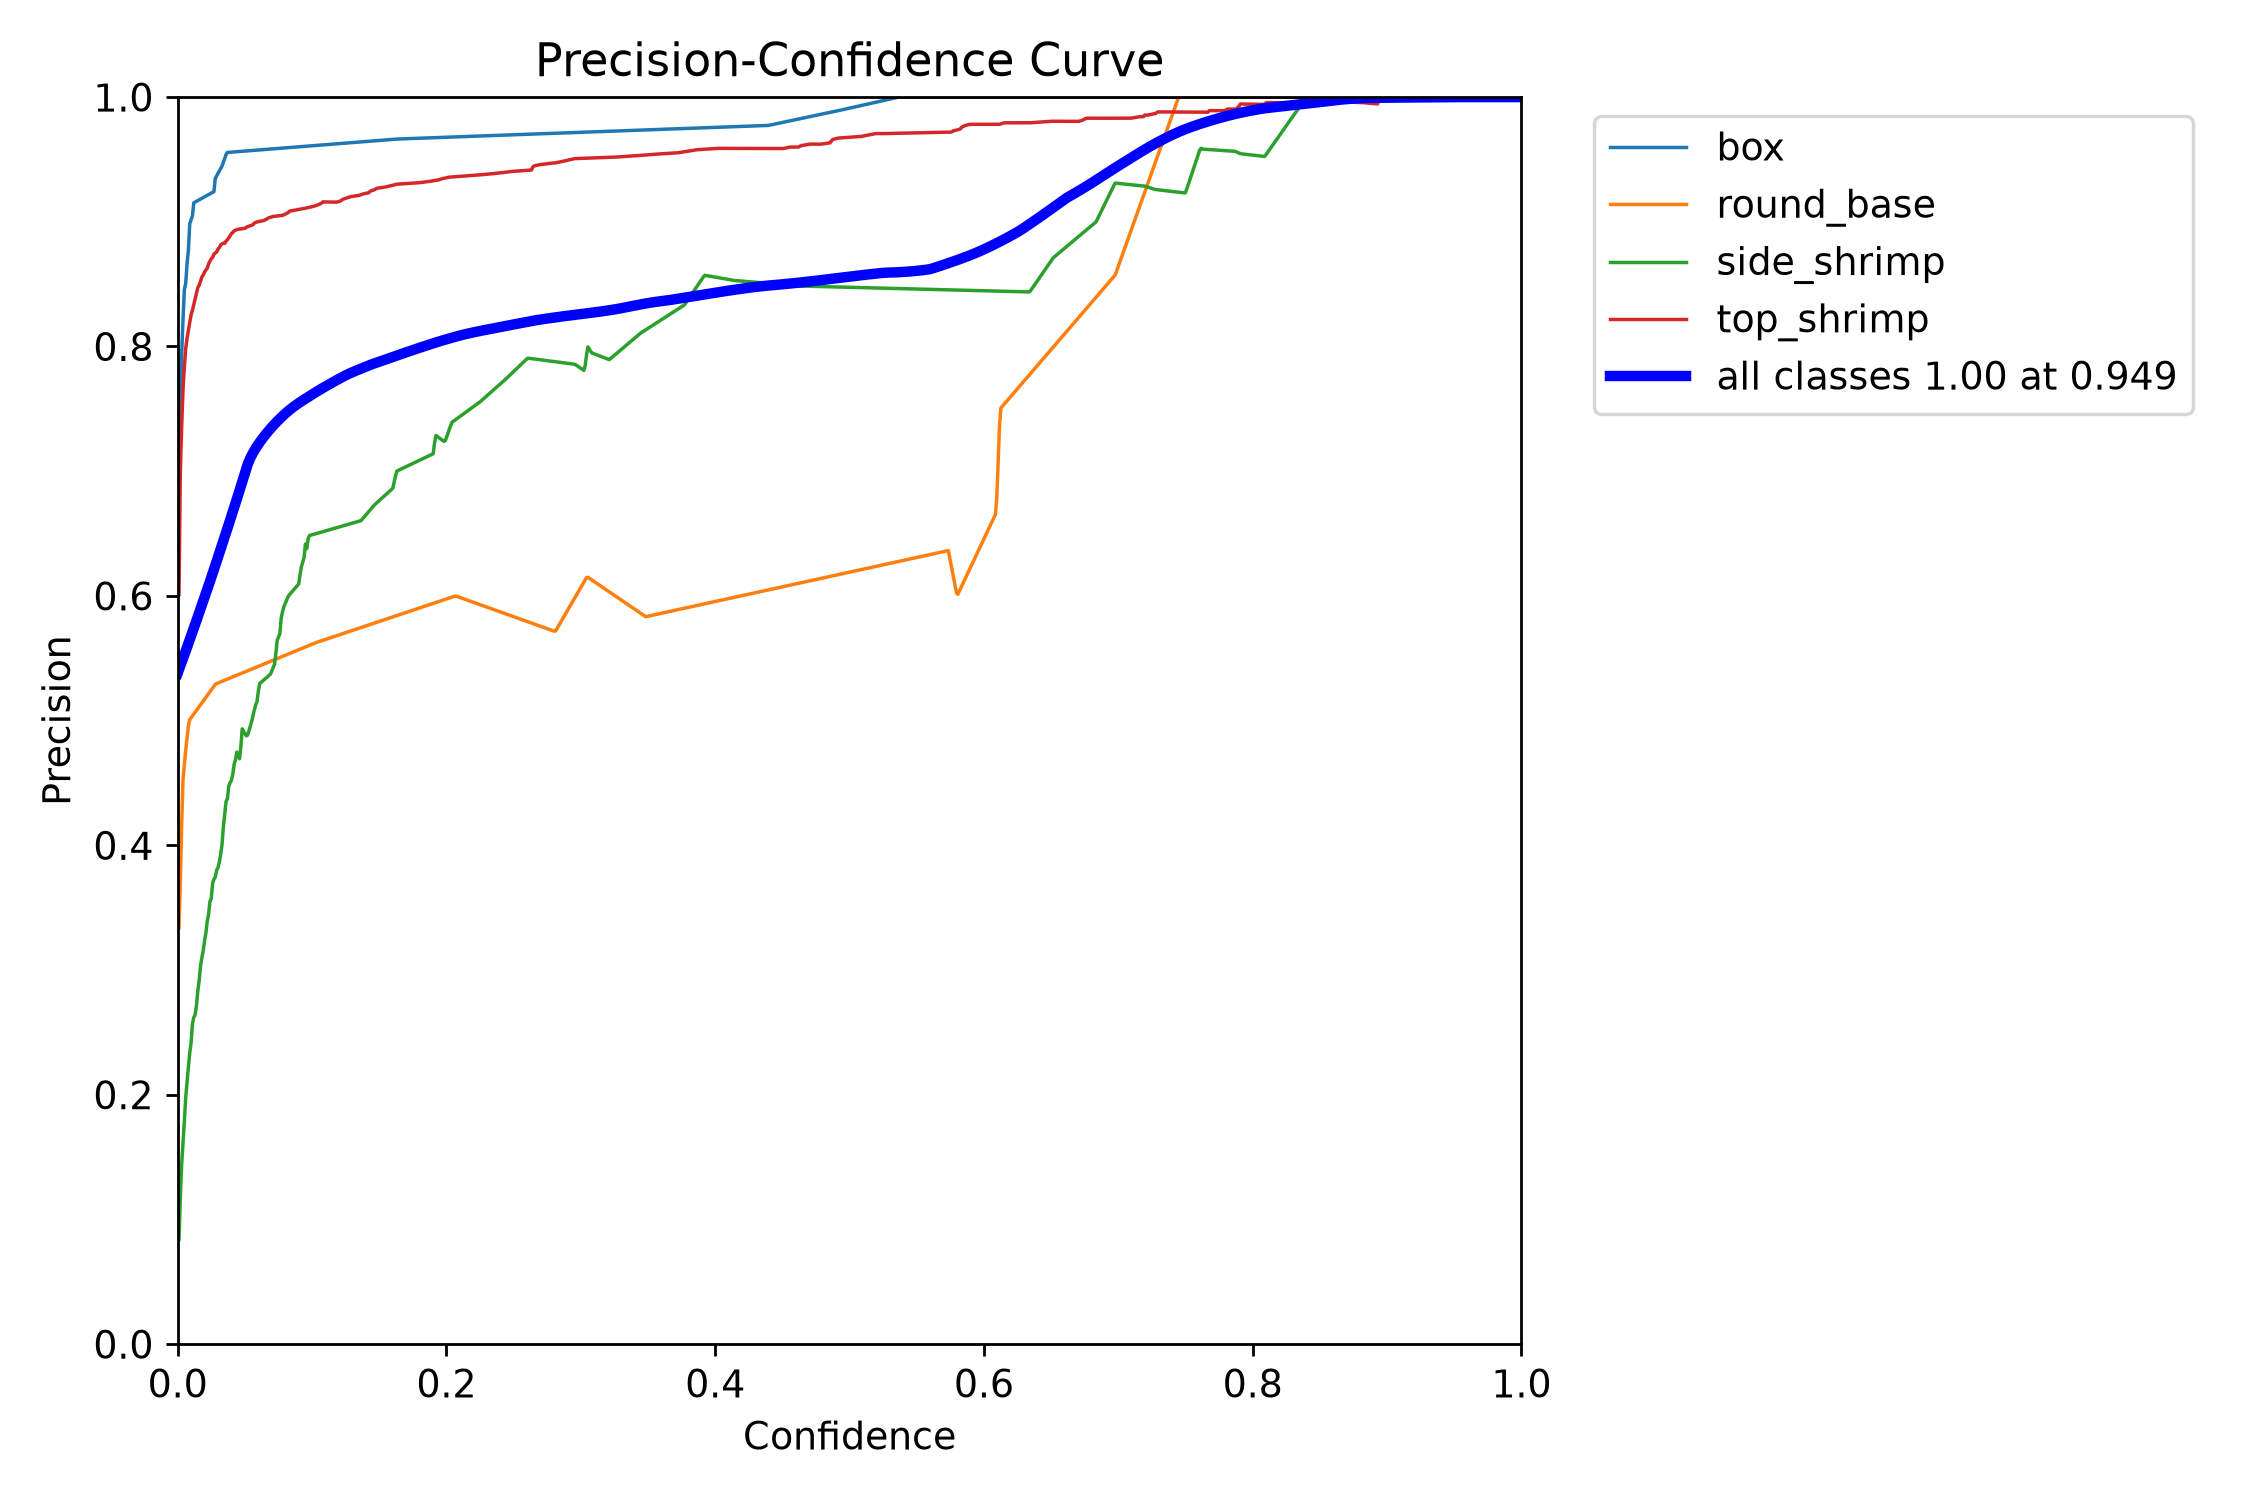 Precision-Confidence Curve
1.0
0.8
0.6
0.4
0.2
0.0
Precision
0.0 0.2 0.4 0.6 0.8 1.0
Confidence
box
round_base
side_shrimp
top_shrimp
all classes 1.00 at 0.949